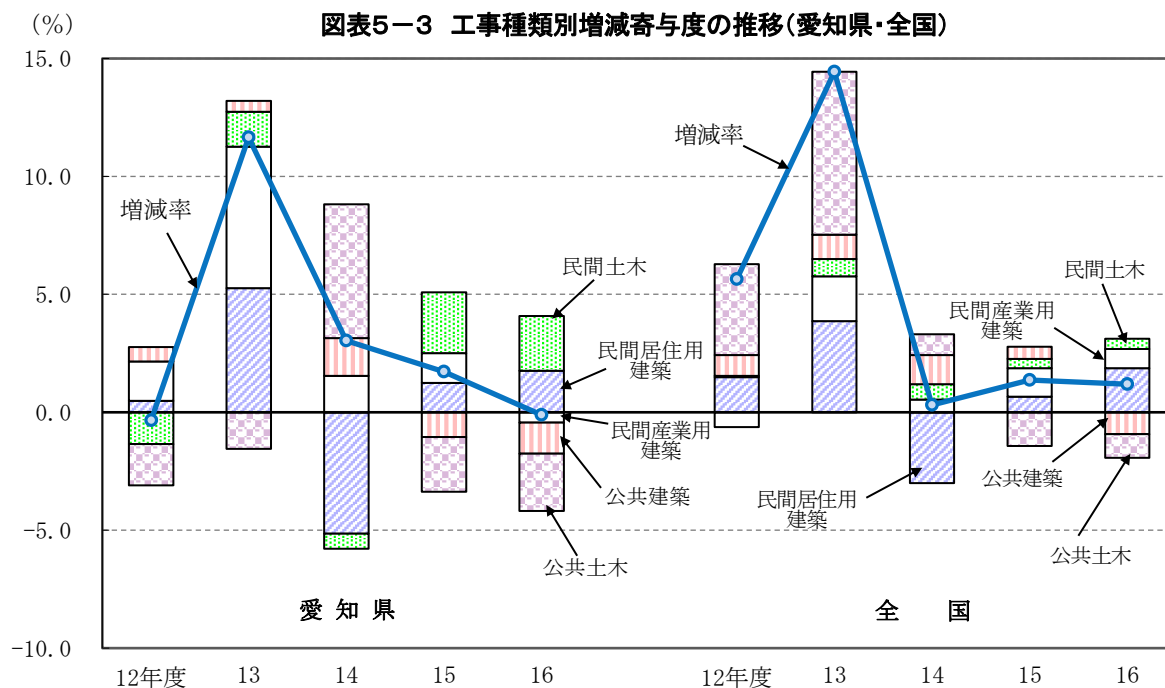 (%)
図表5－3 工事種類別増減寄与度の推移(愛知県・全国)
15.0
10.0
5.0
0.0
-5.0
-10.0
増減率
民間土木
民間居住用
建築
民間産業用
建築
公共建築
公共土木
愛知県
増減率
民間土木
民間産業用
建築
民間居住用
建築
公共建築
公共土木
全国
12年度 13 14 15 16 12年度 13 14 15 16